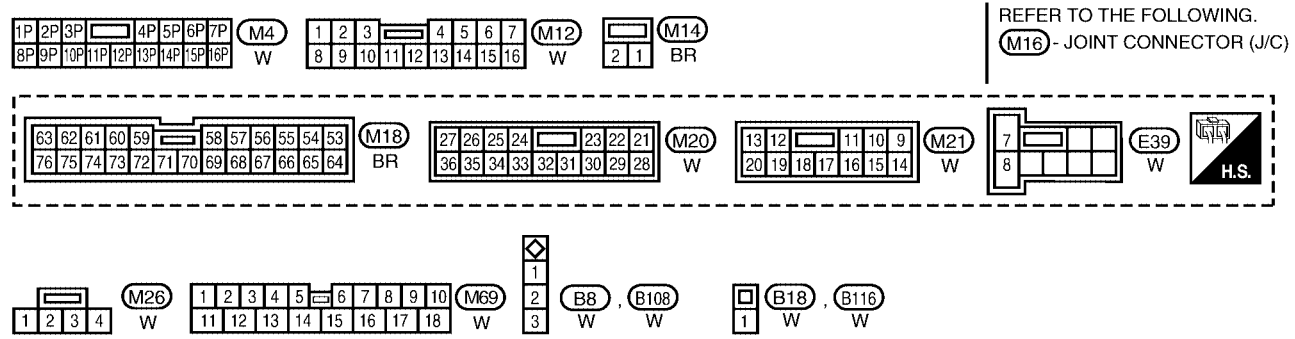 1P 2P 3P 4P 5P 6P 7P
8P 9P 10P 11P 12P 13P 14P 15P 16P
M4
W
1 2 3 4 5 6 7
8 9 10 11 12 13 14 15 16
M12
W
2 1
M14
BR
REFER TO THE FOLLOWING.
M16 - JOINT CONNECTOR (J/C)
63 62 61 60 59 58 57 56 55 54 53
76 75 74 73 72 71 70 69 68 67 66 65 64
M18
BR
27 26 25 24 23 22 21
36 35 34 33 32 31 30 29 28
M20
W
13 12 11 10 9
20 19 18 17 16 15 14
M21
W
7
8
E39
W
H.S.
1 2 3 4
M26
W
1 2 3 4 5 6 7 8 9 10
11 12 13 14 15 16 17 18
M69
W
1
2
3
B8 , B108
W W
1
B18 , B116
W W